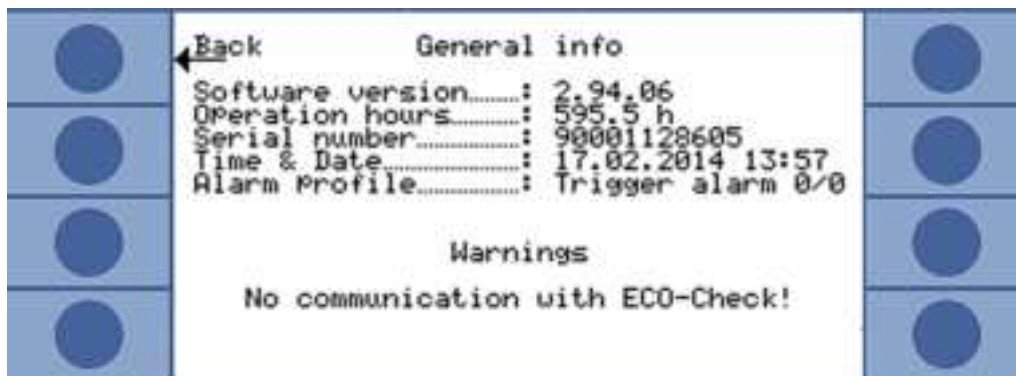 Back General info
Software version........: 2.94.06
Operation hours.........: 595.5 h
Serial number...........: 90001128605
Time & Date.............: 17.02.2014 13:57
Alarm Profile...........: Trigger alarm 0/0
Warnings
No communication with ECO-Check!